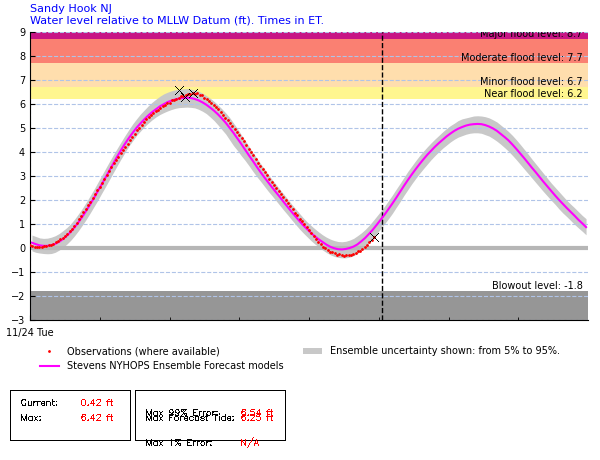 Sandy Hook NJ
Water level relative to MLLW Datum (ft). Times in ET.
9
Major flood level: 8.7
8
Moderate flood level: 7.7
7
Minor flood level: 6.7
6
Near flood level: 6.2
5
4
3
2
1
0
−1
Blowout level: -1.8
−2
−3
11/24 Tue
Observations (where available)
Ensemble uncertainty shown: from 5% to 95%.
Stevens NYHOPS Ensemble Forecast models
Current: 0.42 ft
Max: 6.42 ft
Max 99% Error: 6.54 ft
Max Forecast Tide: 6.25 ft
Max 1% Error: N/A